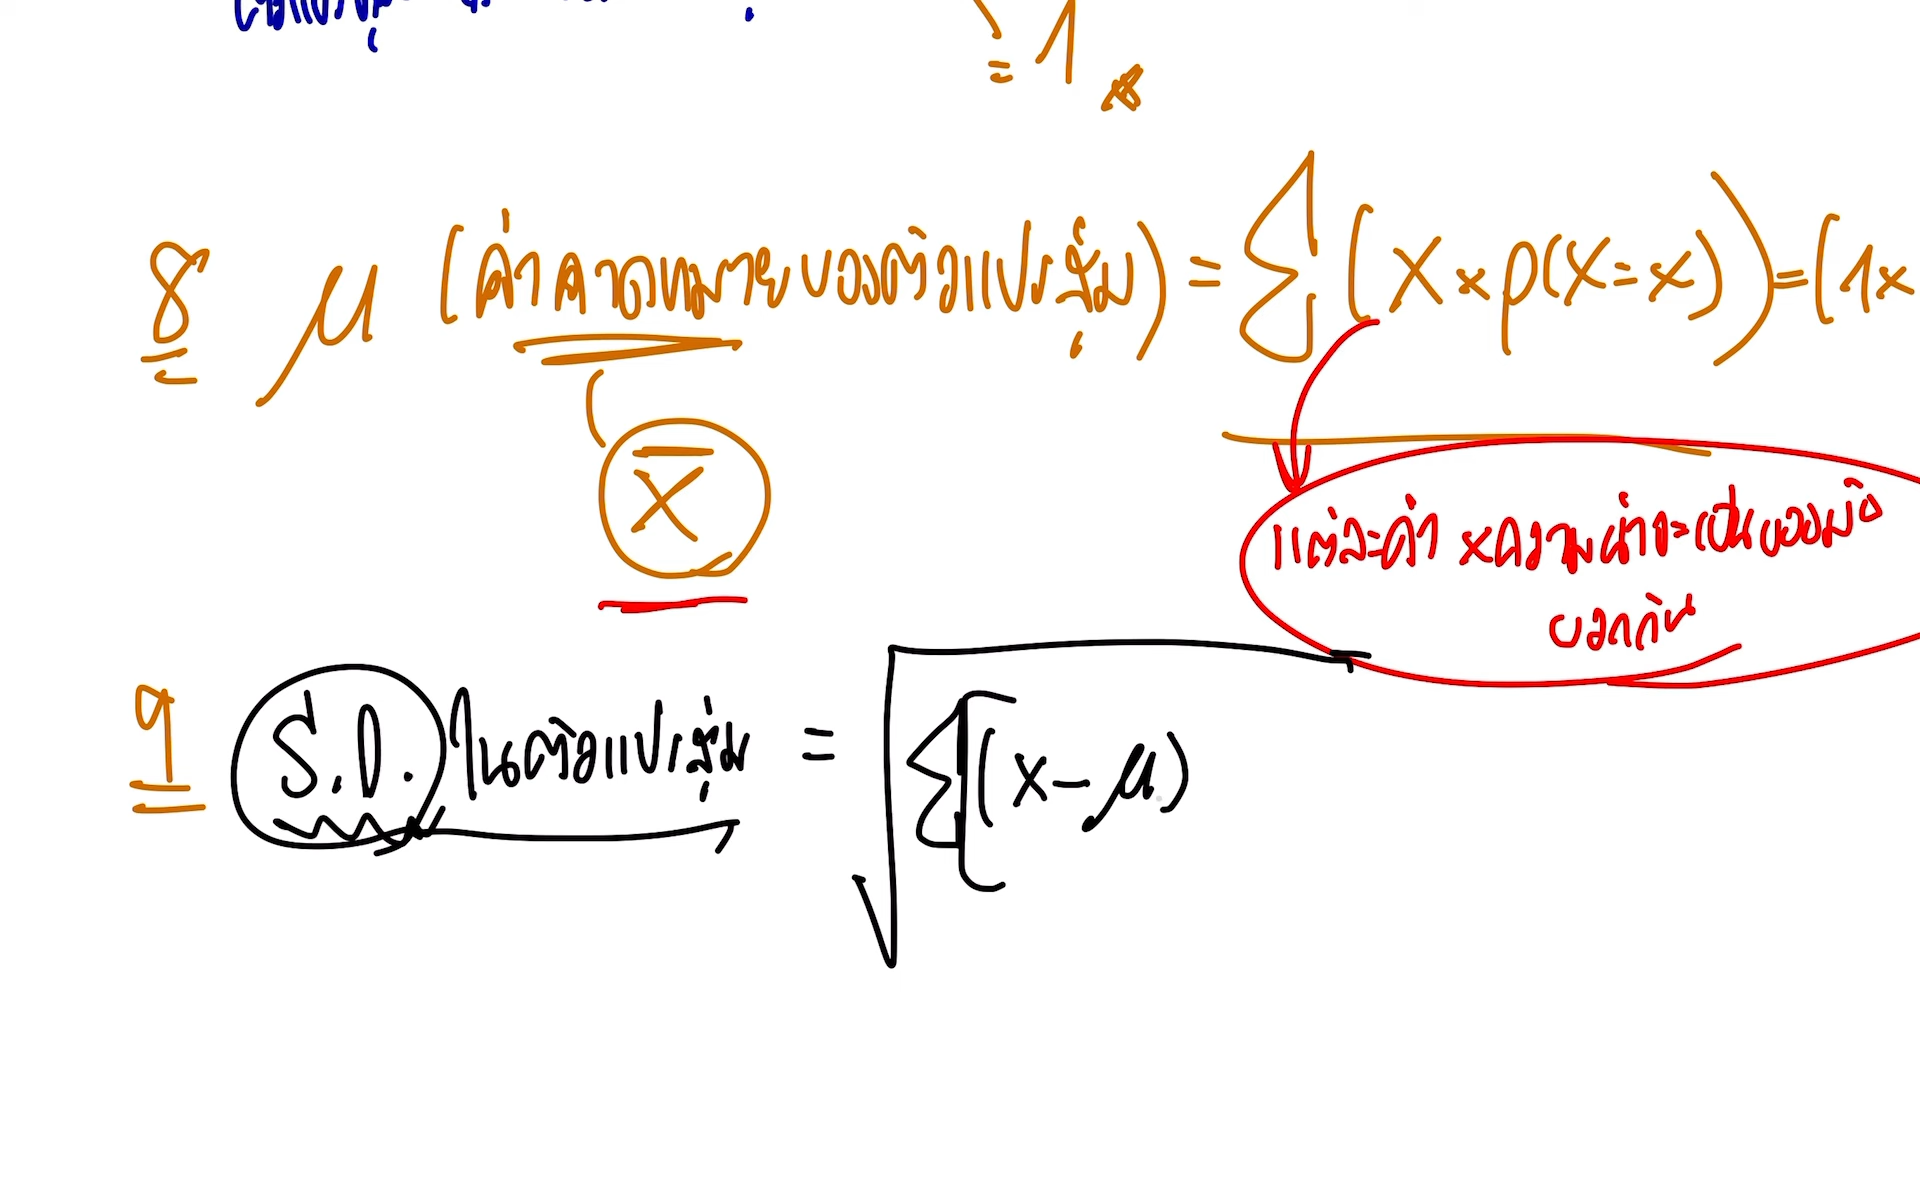 = 1
8 μ (ค่าคาดหมายของตัวแปรสุ่ม) = Σ (X × P(X = x)) = (1×
X̄
แต่ละค่า × ความน่าจะเป็นของมัน
บวกกัน
9 S.D. ในตัวแปรสุ่ม = √ Σ [(x - μ)